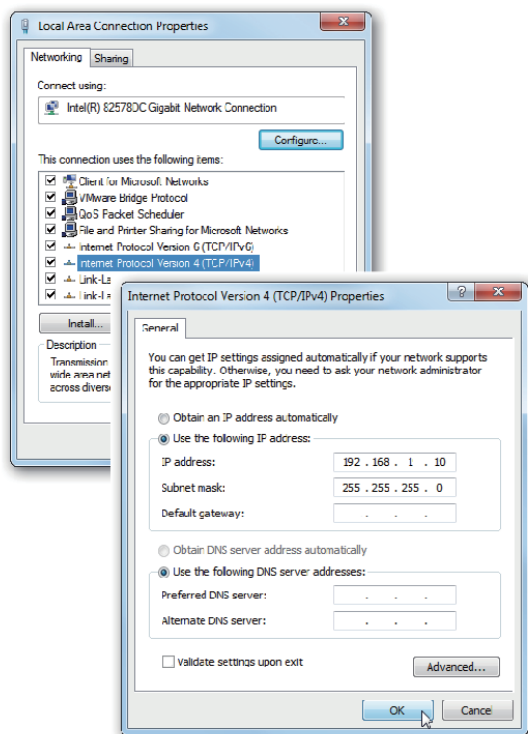 Local Area Connection Properties
Networking
Sharing
Connect using:
Intel(R) 82578DC Gigabit Network Connection
Configure...
This connection uses the following items:
Client for Microsoft Networks
VMware Bridge Protocol
QoS Packet Scheduler
File and Printer Sharing for Microsoft Networks
Internet Protocol Version 6 (TCP/IPv6)
Internet Protocol Version 4 (TCP/IPv4)
Link-La
Link-La
Install...
Description
Transmission
wide area net
across diverse
Internet Protocol Version 4 (TCP/IPv4) Properties
General
You can get IP settings assigned automatically if your network supports
this capability. Otherwise, you need to ask your network administrator
for the appropriate IP settings.
Obtain an IP address automatically
Use the following IP address:
IP address: 192 . 168 . 1 . 10
Subnet mask: 255 . 255 . 255 . 0
Default gateway: . . .
Obtain DNS server address automatically
Use the following DNS server addresses:
Preferred DNS server: . . .
Alternate DNS server: . . .
Validate settings upon exit
Advanced...
OK
Cancel